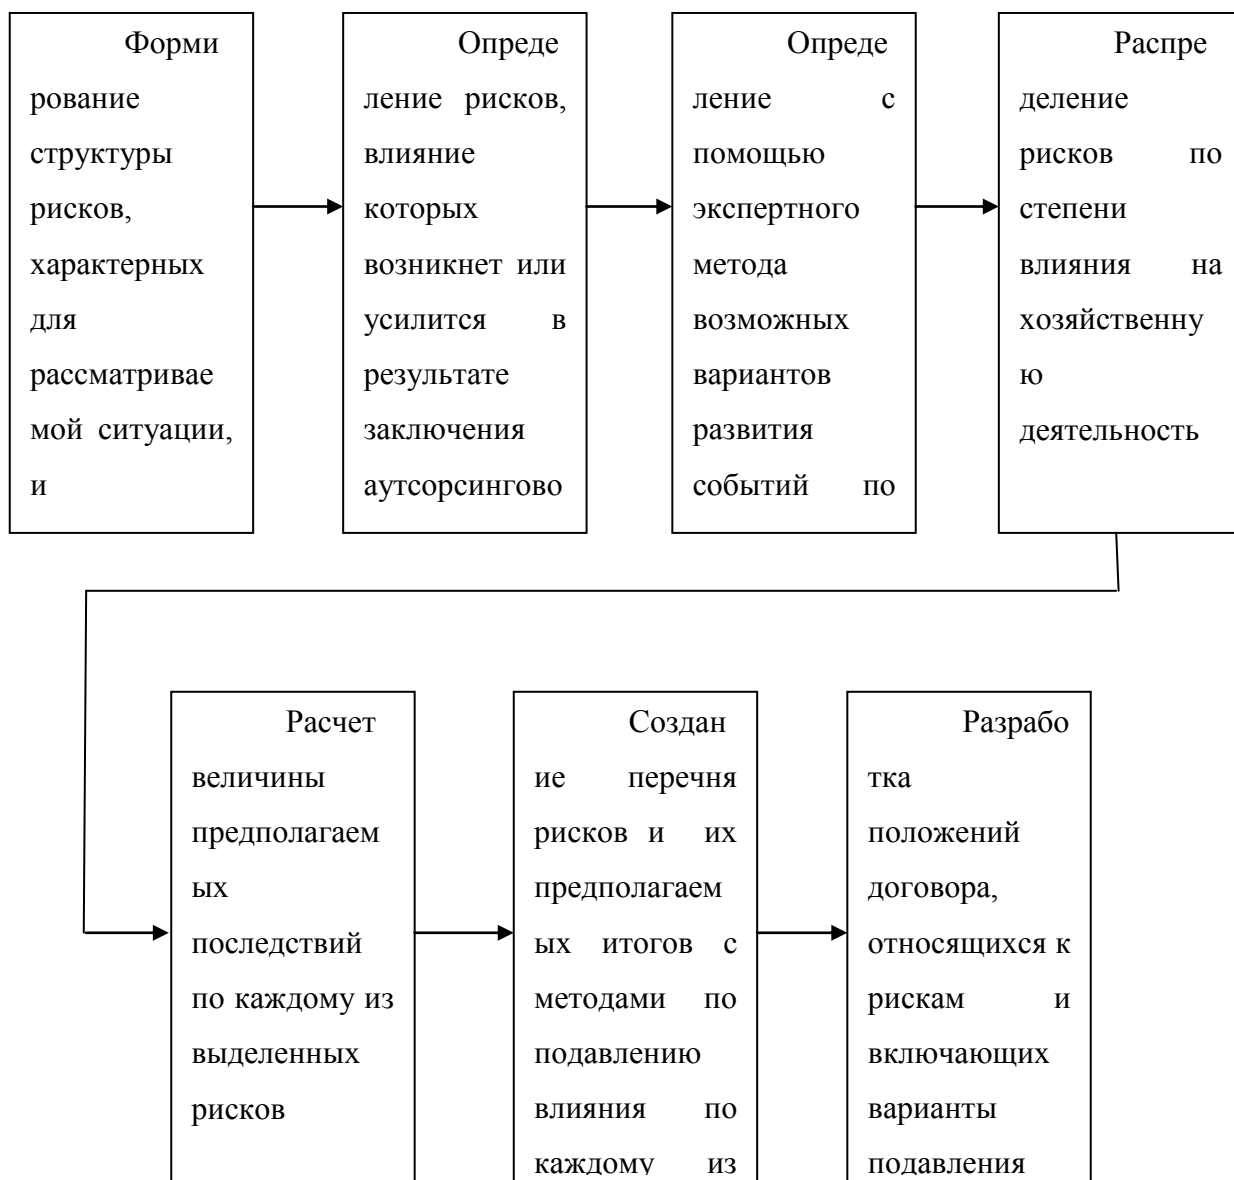 Форми
рование
структуры
рисков,
характерных
для
рассматривае
мой ситуации,
и
Опреде
ление рисков,
влияние
которых
возникнет или
усилится в
результате
заключения
аутсорсингово
Опреде
ление с
помощью
экспертного
метода
возможных
вариантов
развития
событий по
Распре
деление
рисков по
степени
влияния на
хозяйственну
ю
деятельность
Расчет
величины
предполагаем
ых
последствий
по каждому из
выделенных
рисков
Создан
ие перечня
рисков и их
предполагаем
ых итогов с
методами по
подавлению
влияния по
каждому из
Разрабо
тка
положений
договора,
относящихся к
рискам и
включающих
варианты
подавления